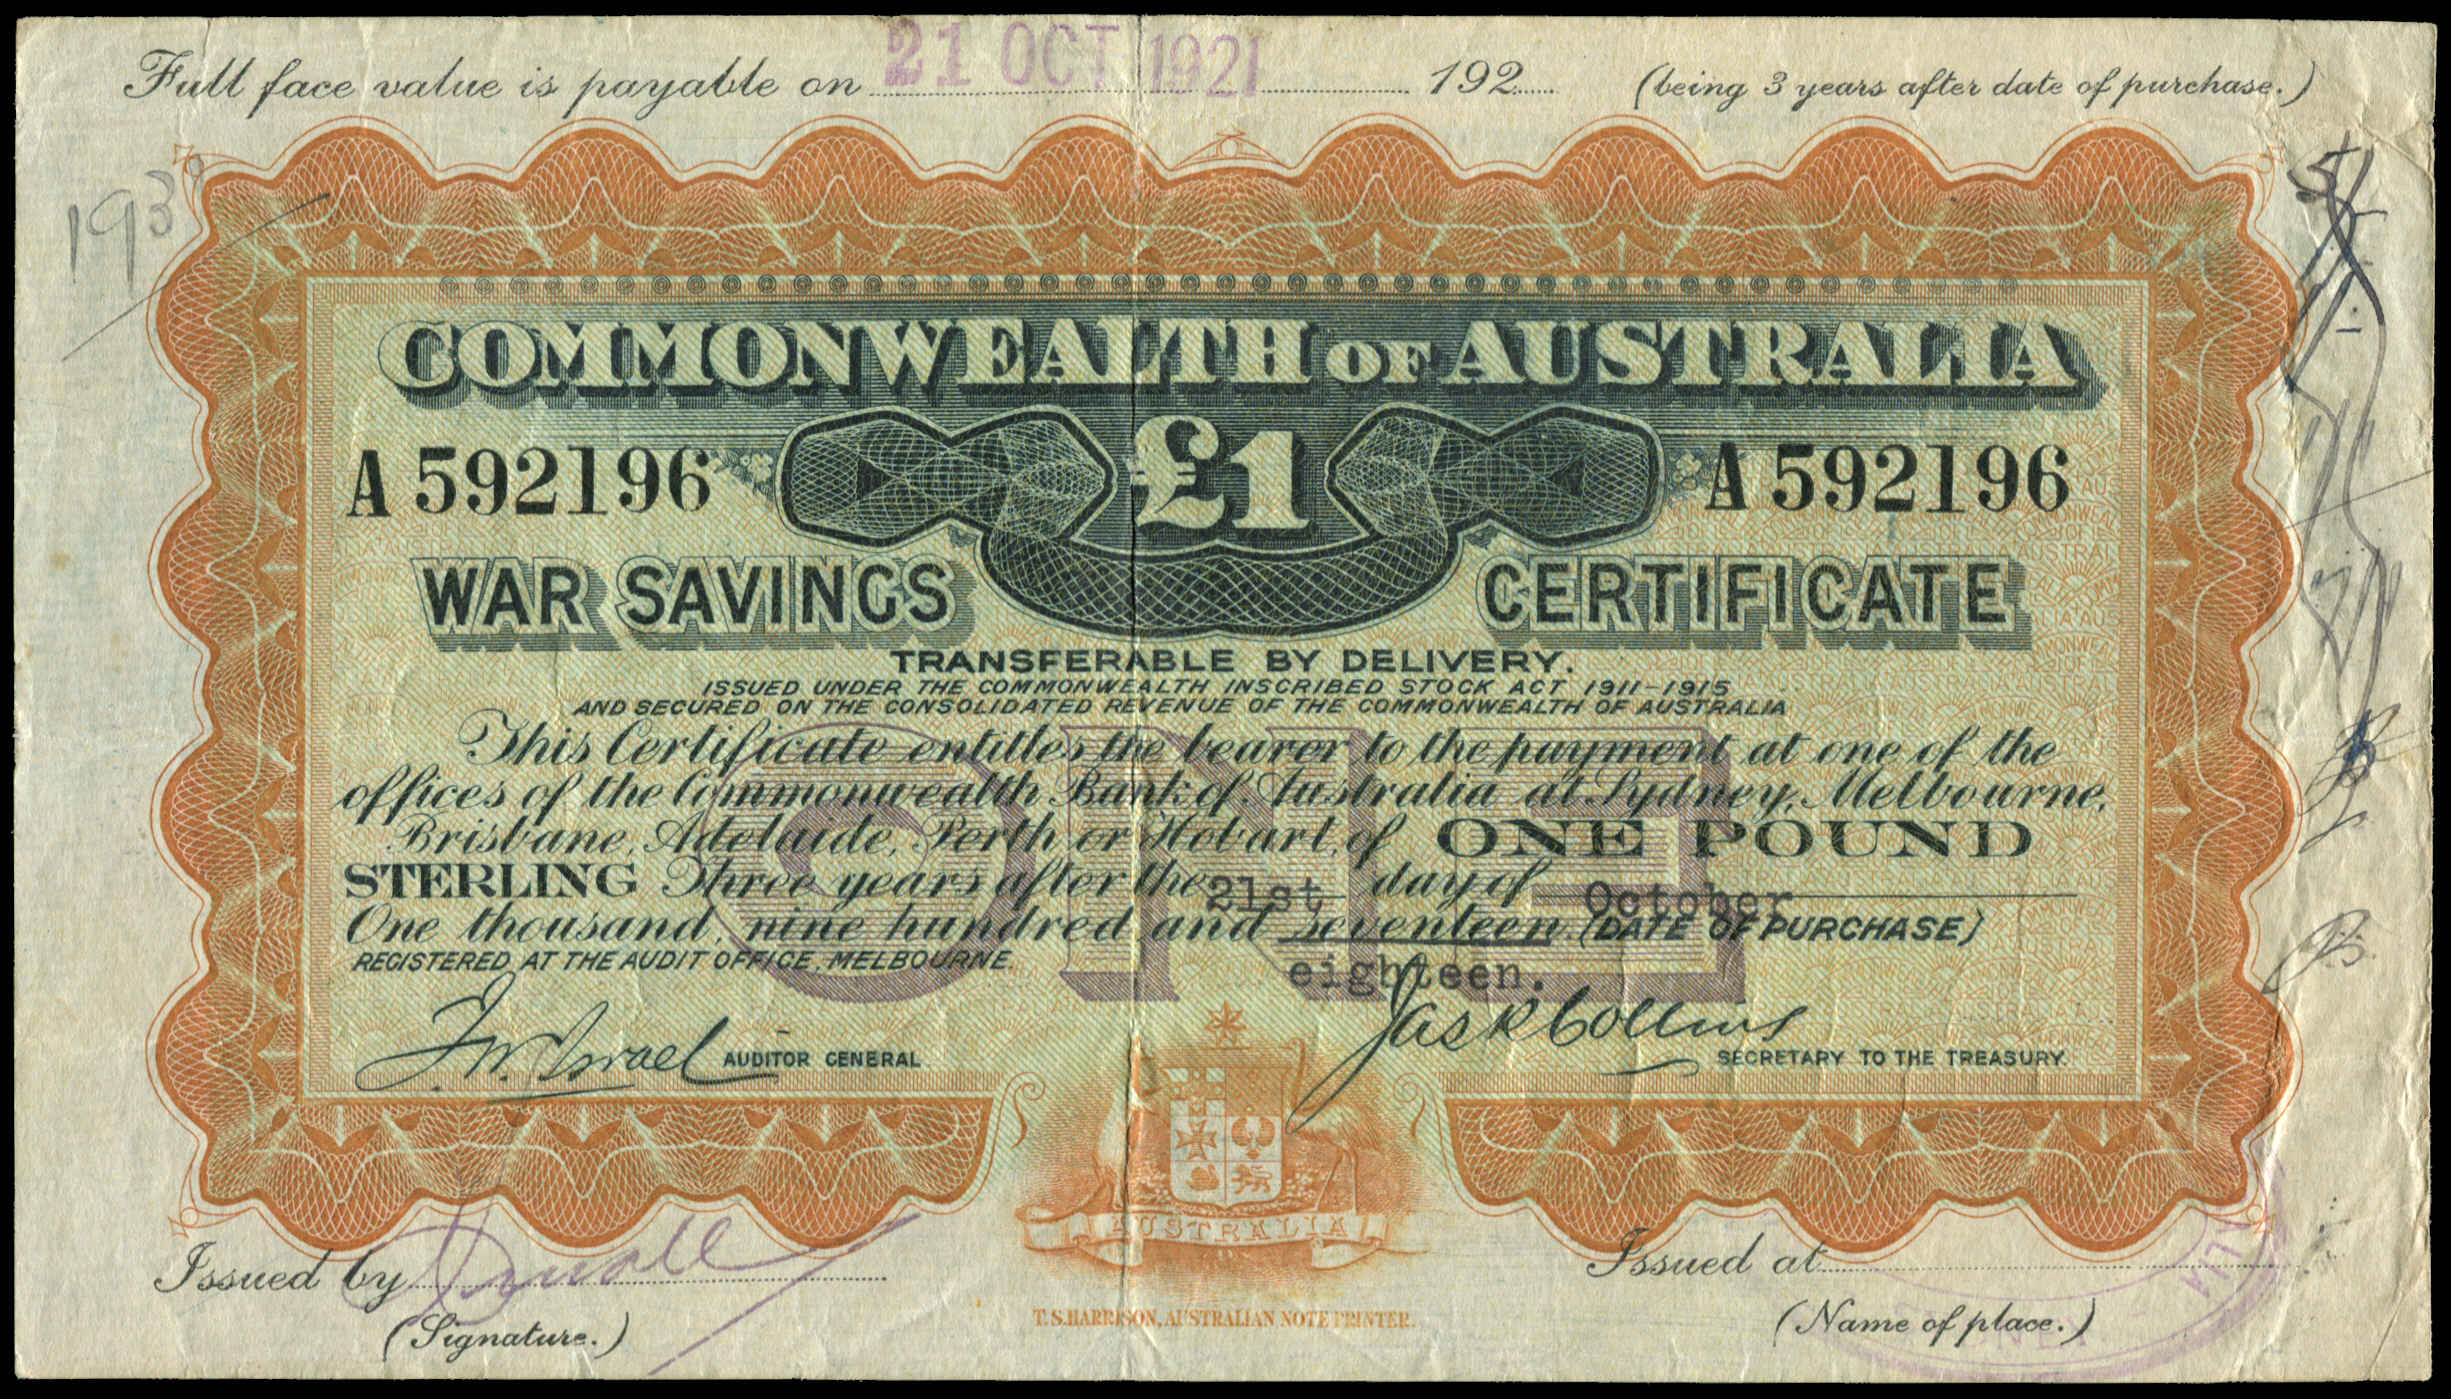 Full face value is payable on 21 OCT 1921 192 (being 3 years after date of purchase.)
193
COMMONWEALTH OF AUSTRALIA
£1
A 592196 A 592196
WAR SAVINGS CERTIFICATE
TRANSFERABLE BY DELIVERY.
ISSUED UNDER THE COMMONWEALTH INSCRIBED STOCK ACT 1911-1915
AND SECURED ON THE CONSOLIDATED REVENUE OF THE COMMONWEALTH OF AUSTRALIA
ONE
This Certificate entitles the bearer to the payment at one of the
offices of the Commonwealth Bank of Australia at Sydney, Melbourne,
Brisbane, Adelaide, Perth or Hobart, of ONE POUND
STERLING Three years after the 21st day of October
One thousand, nine hundred and seventeen. (DATE OF PURCHASE)
eighteen.
REGISTERED AT THE AUDIT OFFICE, MELBOURNE.
J.W. Israel AUDITOR GENERAL
Jas R Collins SECRETARY TO THE TREASURY.
AUSTRALIA
Issued by
(Signature.)
T. S. HARRISON, AUSTRALIAN NOTE PRINTER.
Issued at
(Name of place.)